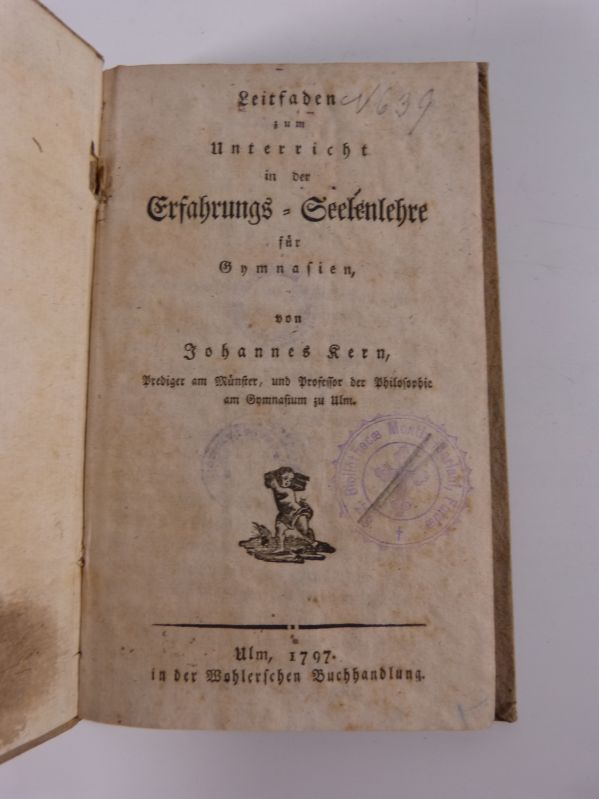 Leitfaden N 639
zum
Unterricht
in der
Erfahrungs-Seelenlehre
für
Gymnasien,
von
Johannes Kern,
Prediger am Münster, und Professor der Philosophie
am Gymnasium zu Ulm.
Ulm, 1797.
in der Wohlerschen Buchhandlung.